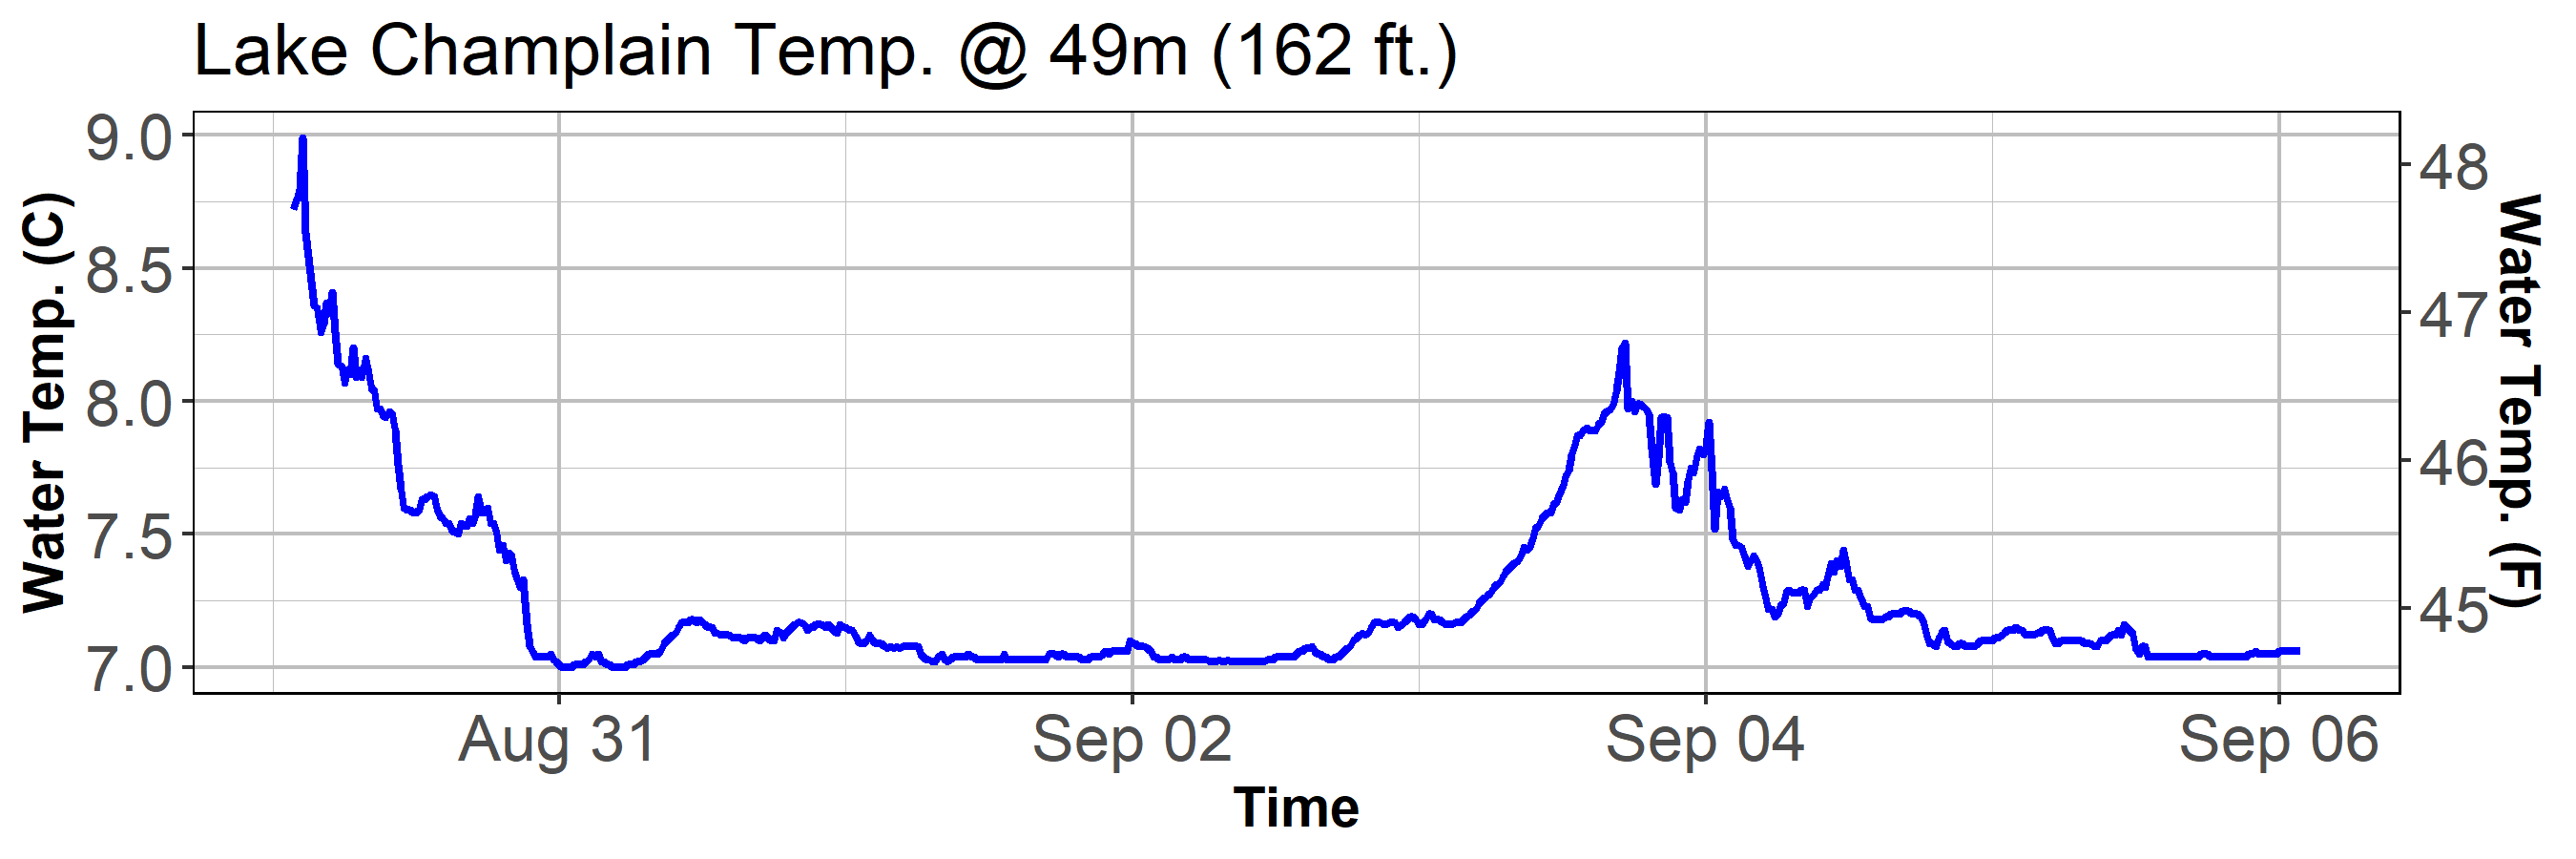 Lake Champlain Temp. @ 49m (162 ft.)
Water Temp. (C)
9.0
8.5
8.0
7.5
7.0
48
47
46
45
Water Temp. (F)
Aug 31 Sep 02 Sep 04 Sep 06
Time